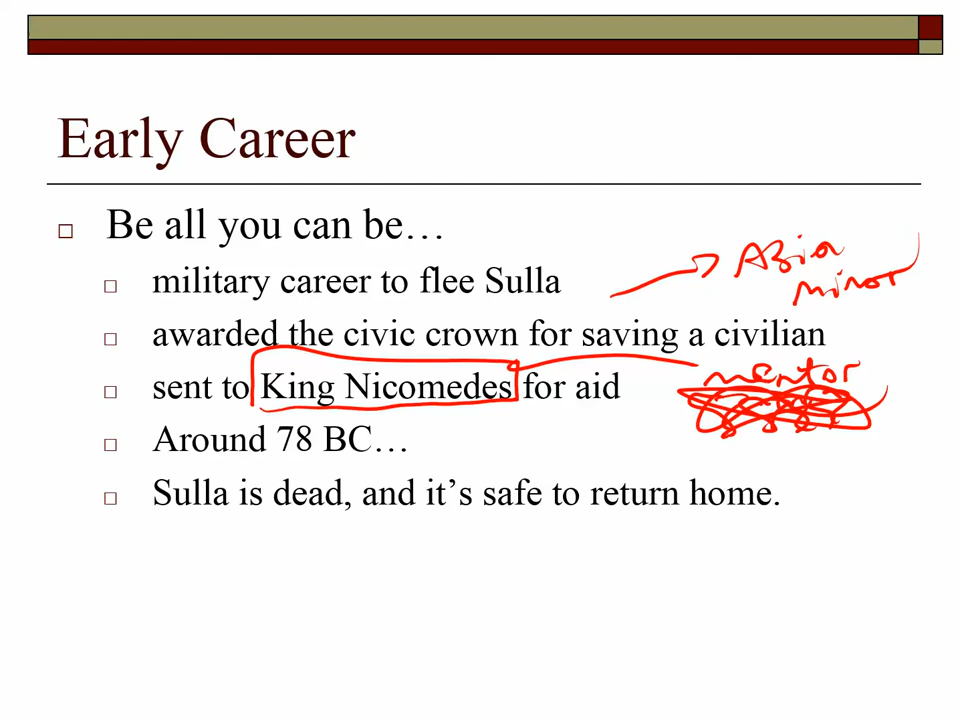 Early Career
Be all you can be…
military career to flee Sulla
Asia
minor
awarded the civic crown for saving a civilian
sent to King Nicomedes for aid
mentor
Around 78 BC…
Sulla is dead, and it’s safe to return home.